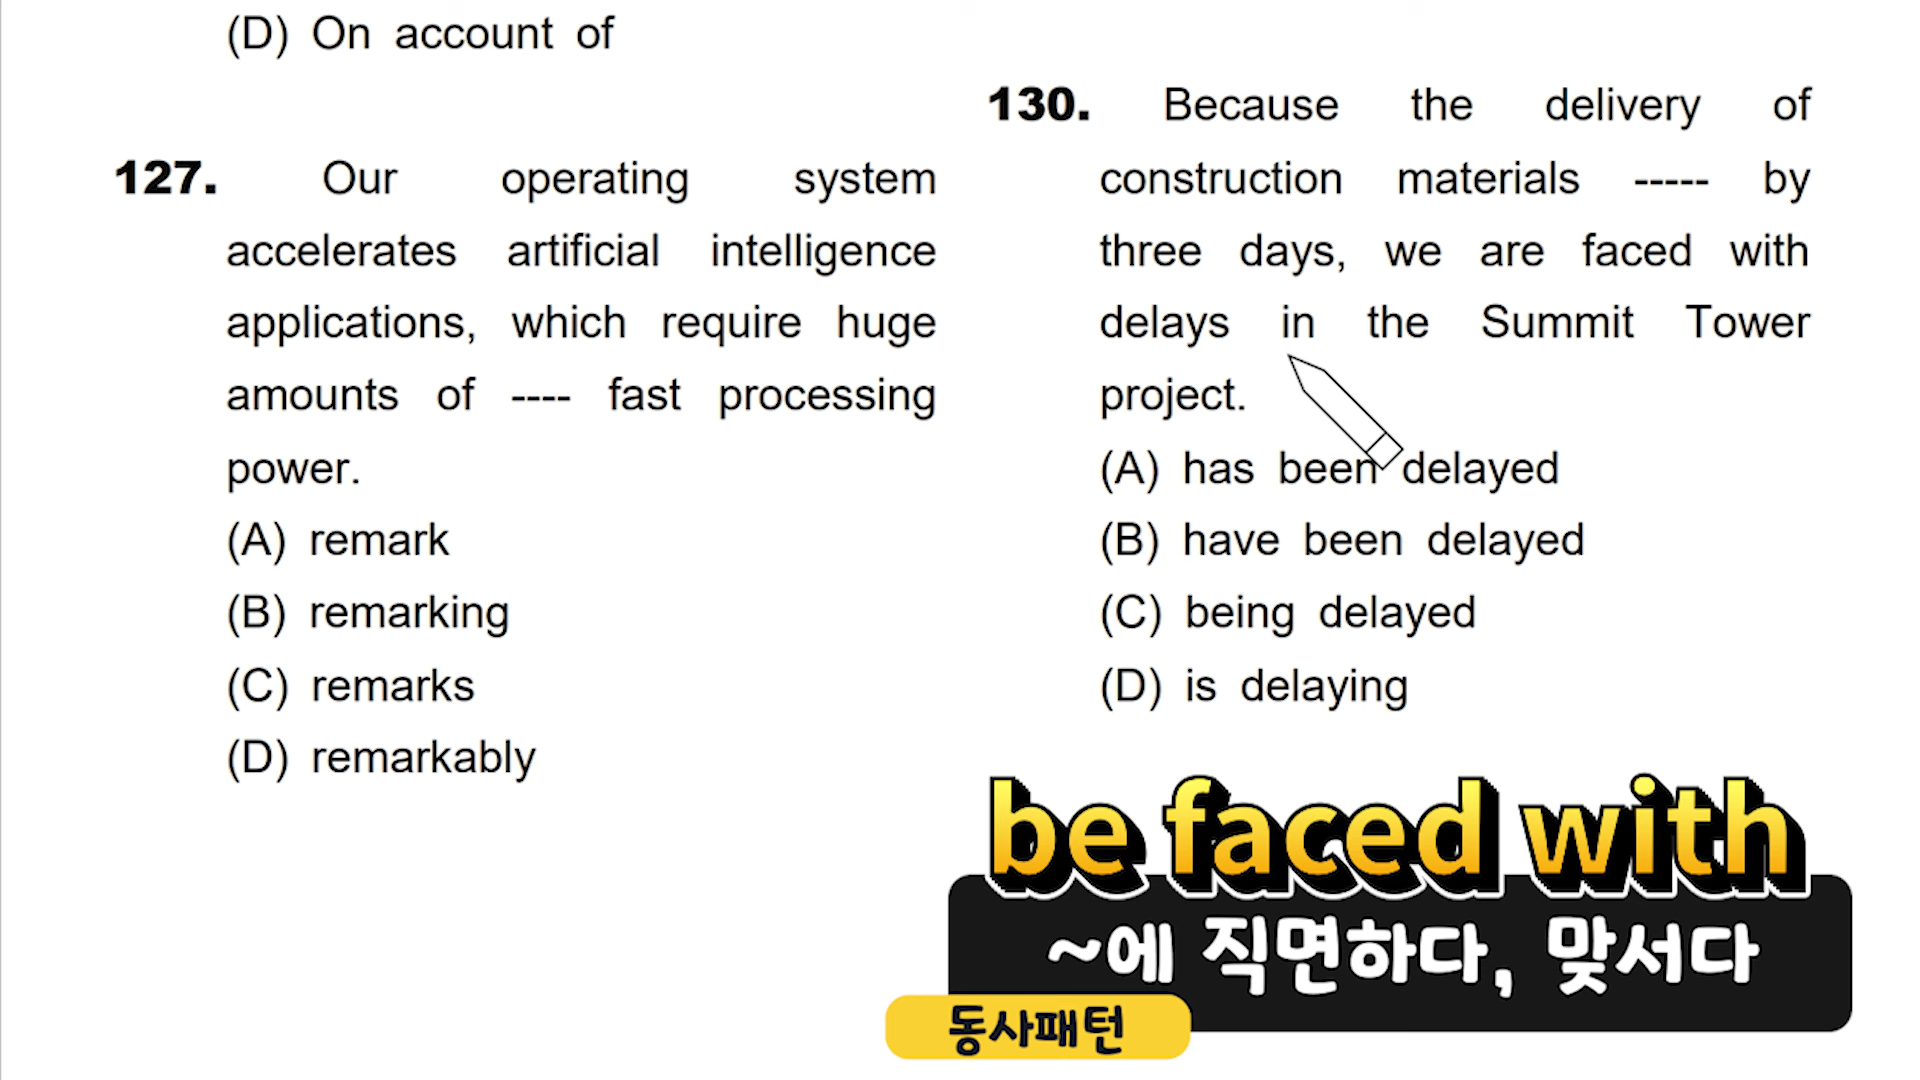 (D) On account of
127. Our operating system
accelerates artificial intelligence
applications, which require huge
amounts of ---- fast processing
power.
(A) remark
(B) remarking
(C) remarks
(D) remarkably
130. Because the delivery of
construction materials ----- by
three days, we are faced with
delays in the Summit Tower
project.
(A) has been delayed
(B) have been delayed
(C) being delayed
(D) is delaying
be faced with
~에 직면하다, 맞서다
동사패턴